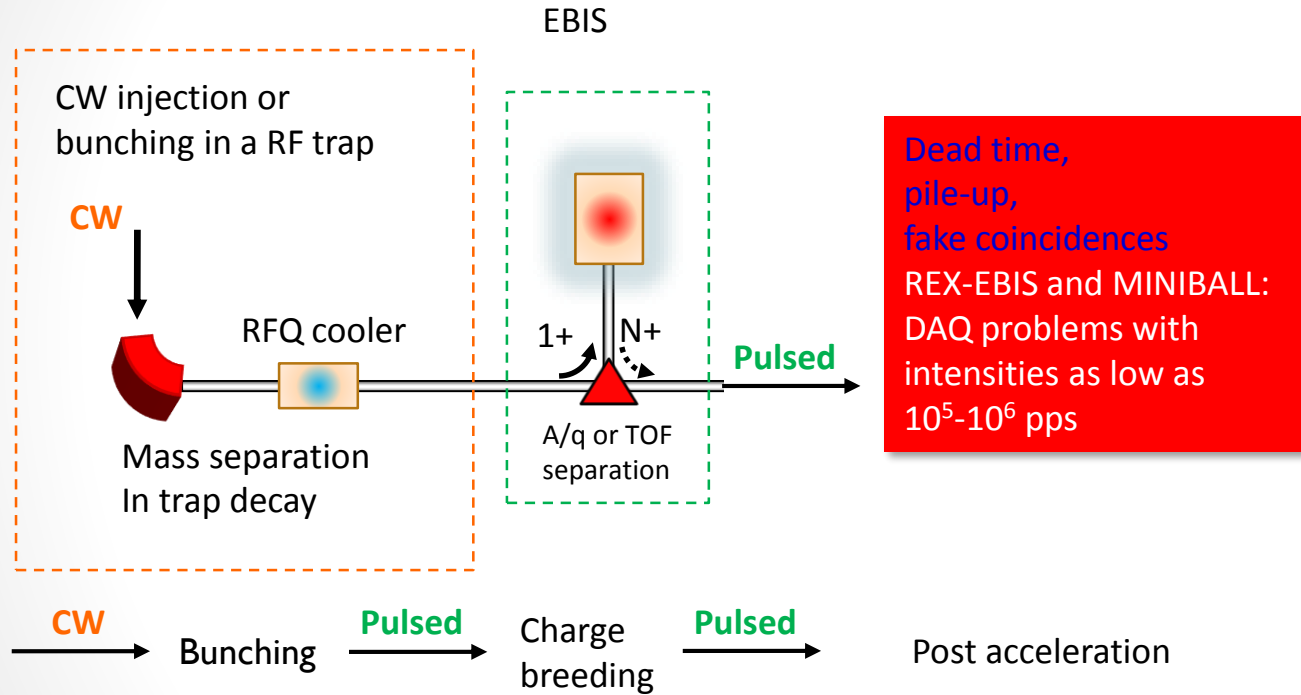 EBIS
CW injection or
bunching in a RF trap
CW
RFQ cooler
Mass separation
In trap decay
1+
N+
A/q or TOF
separation
Pulsed
Dead time,
pile-up,
fake coincidences
REX-EBIS and MINIBALL:
DAQ problems with
intensities as low as
10⁵-10⁶ pps
CW
Bunching
Pulsed
Charge
breeding
Pulsed
Post acceleration